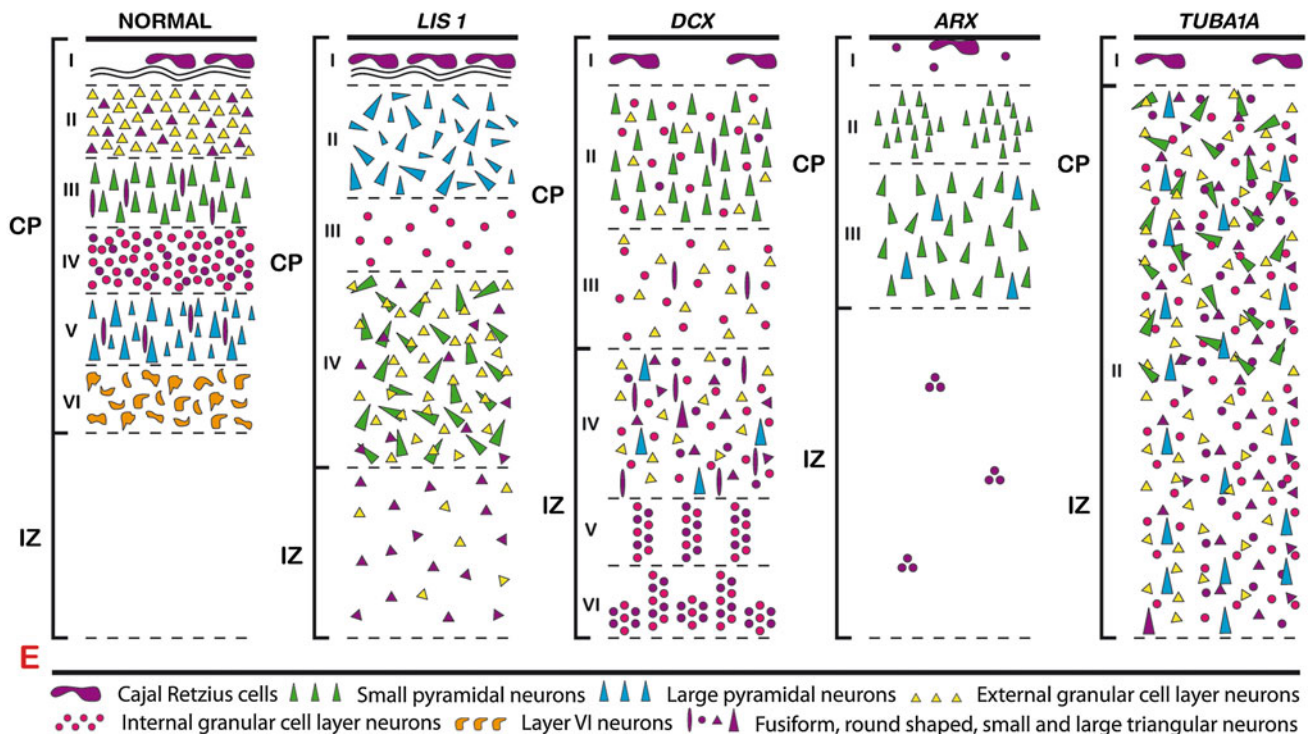 NORMAL LIS 1 DCX ARX TUBA1A
I
II
III
IV
V
VI
CP
IZ
I
II
III
IV
CP
IZ
I
II
III
IV
V
VI
CP
IZ
I
II
III
CP
IZ
I
II
CP
IZ
E
Cajal Retzius cells Small pyramidal neurons Large pyramidal neurons External granular cell layer neurons
Internal granular cell layer neurons Layer VI neurons Fusiform, round shaped, small and large triangular neurons